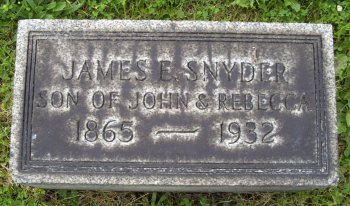 JAMES E. SNYDER
SON OF JOHN & REBECCA
1865 — 1932